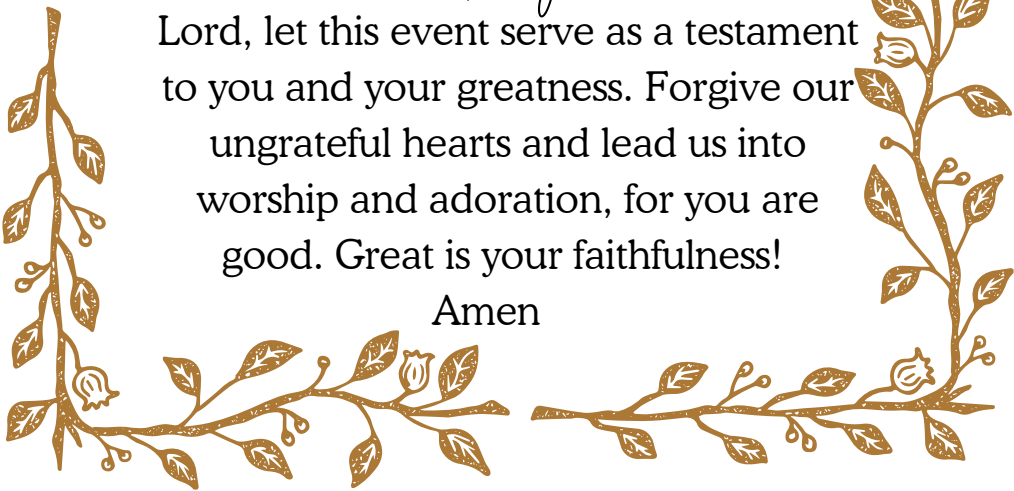 Lord, let this event serve as a testament
to you and your greatness. Forgive our
ungrateful hearts and lead us into
worship and adoration, for you are
good. Great is your faithfulness!
Amen